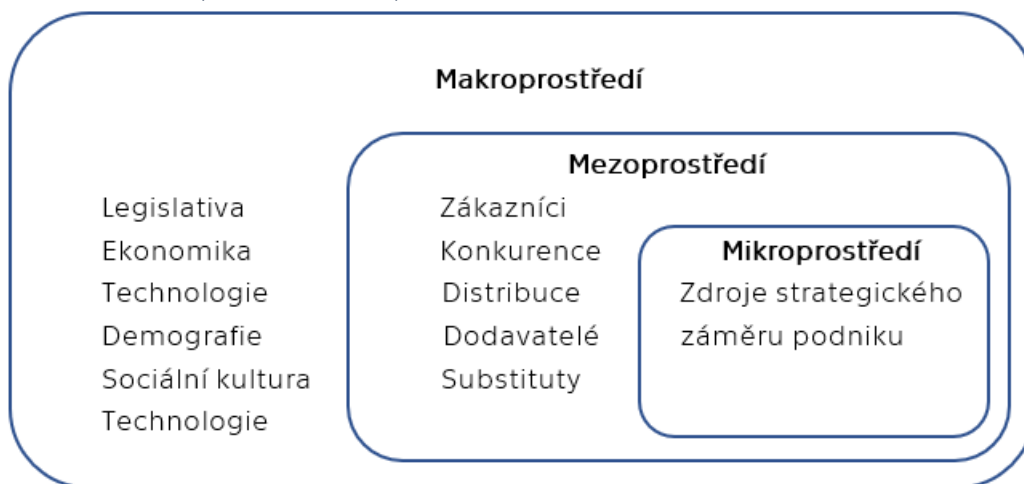 Makroprostředí
Mezoprostředí
Legislativa
Ekonomika
Technologie
Demografie
Sociální kultura
Technologie
Zákazníci
Konkurence
Distribuce
Dodavatelé
Substituty
Mikroprostředí
Zdroje strategického
záměru podniku